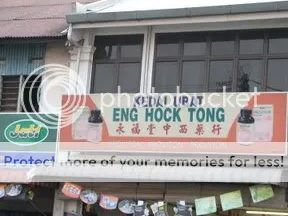 KEDAI UBAT
ENG HOCK TONG
永福堂中西藥行
photobucket
Protect more of your memories for less!